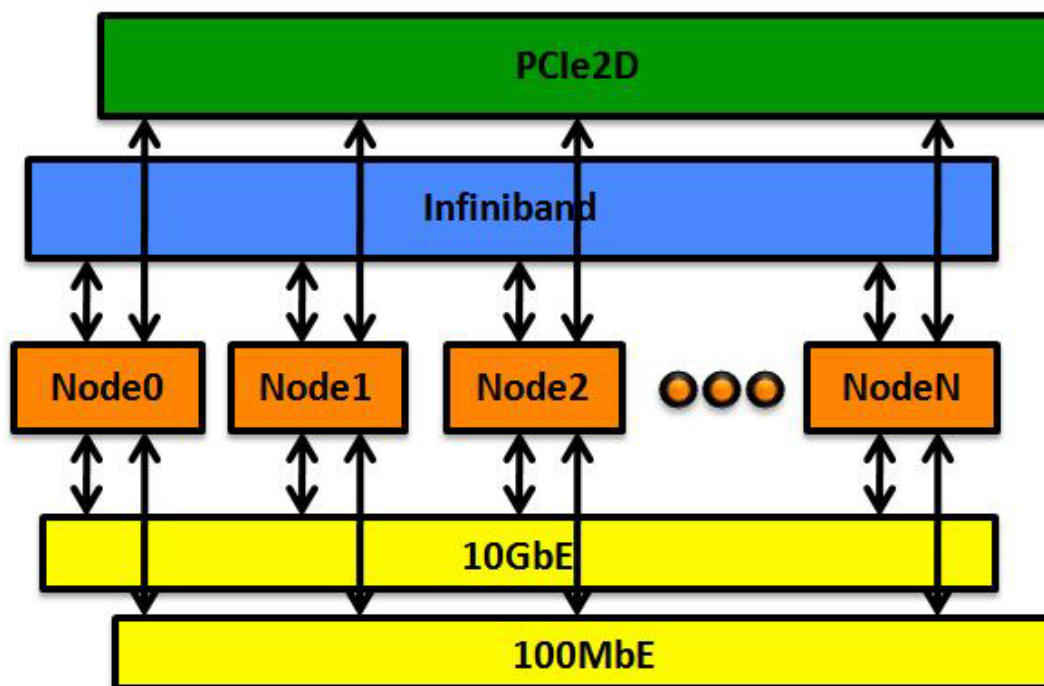 PCIe2D
Infiniband
Node0
Node1
Node2
NodeN
10GbE
100MbE